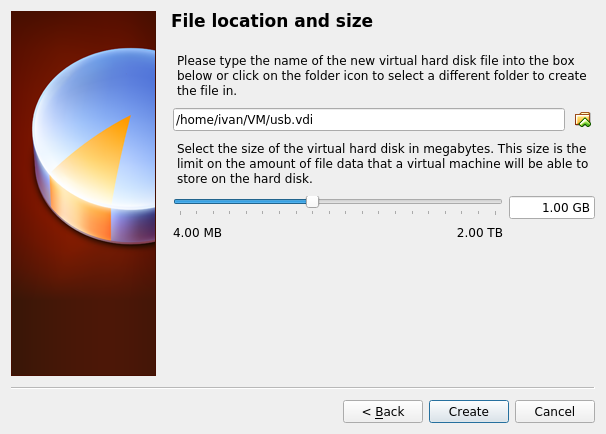 File location and size
Please type the name of the new virtual hard disk file into the box
below or click on the folder icon to select a different folder to create
the file in.
/home/ivan/VM/usb.vdi
Select the size of the virtual hard disk in megabytes. This size is the
limit on the amount of file data that a virtual machine will be able to
store on the hard disk.
1.00 GB
4.00 MB 2.00 TB
< Back Create Cancel